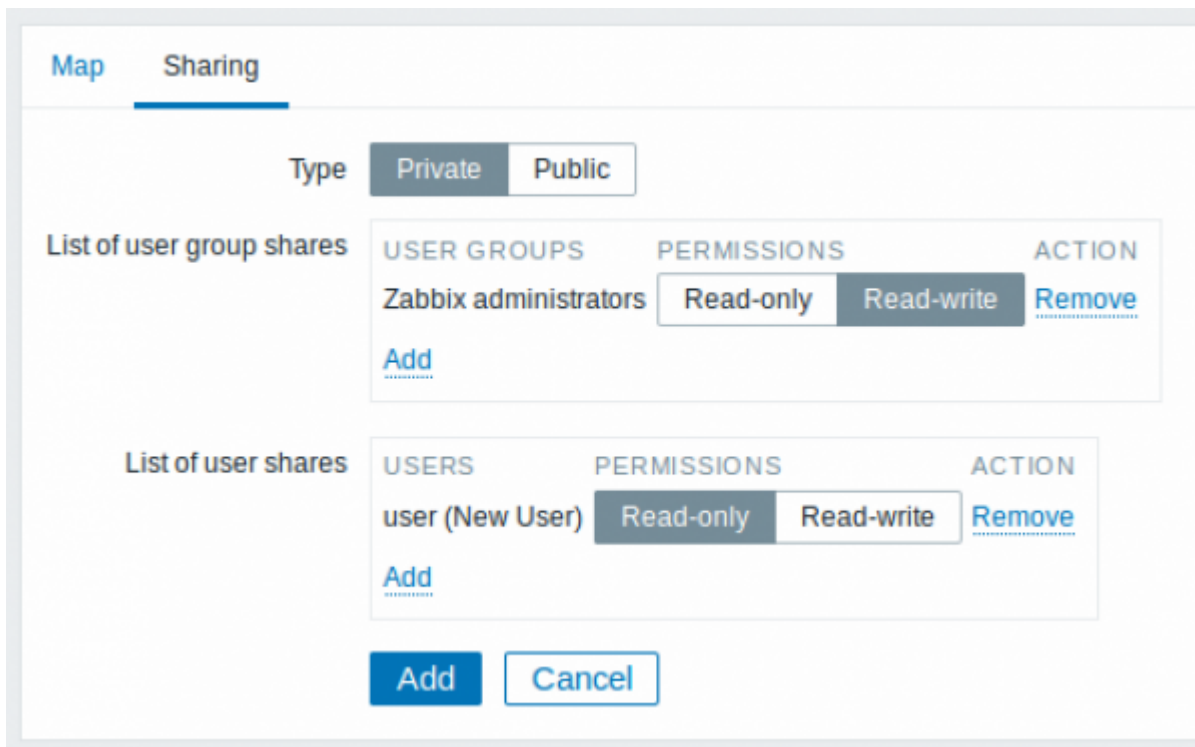 Map Sharing
Type Private Public
List of user group shares USER GROUPS PERMISSIONS ACTION
Zabbix administrators Read-only Read-write Remove
Add
List of user shares USERS PERMISSIONS ACTION
user (New User) Read-only Read-write Remove
Add
Add Cancel